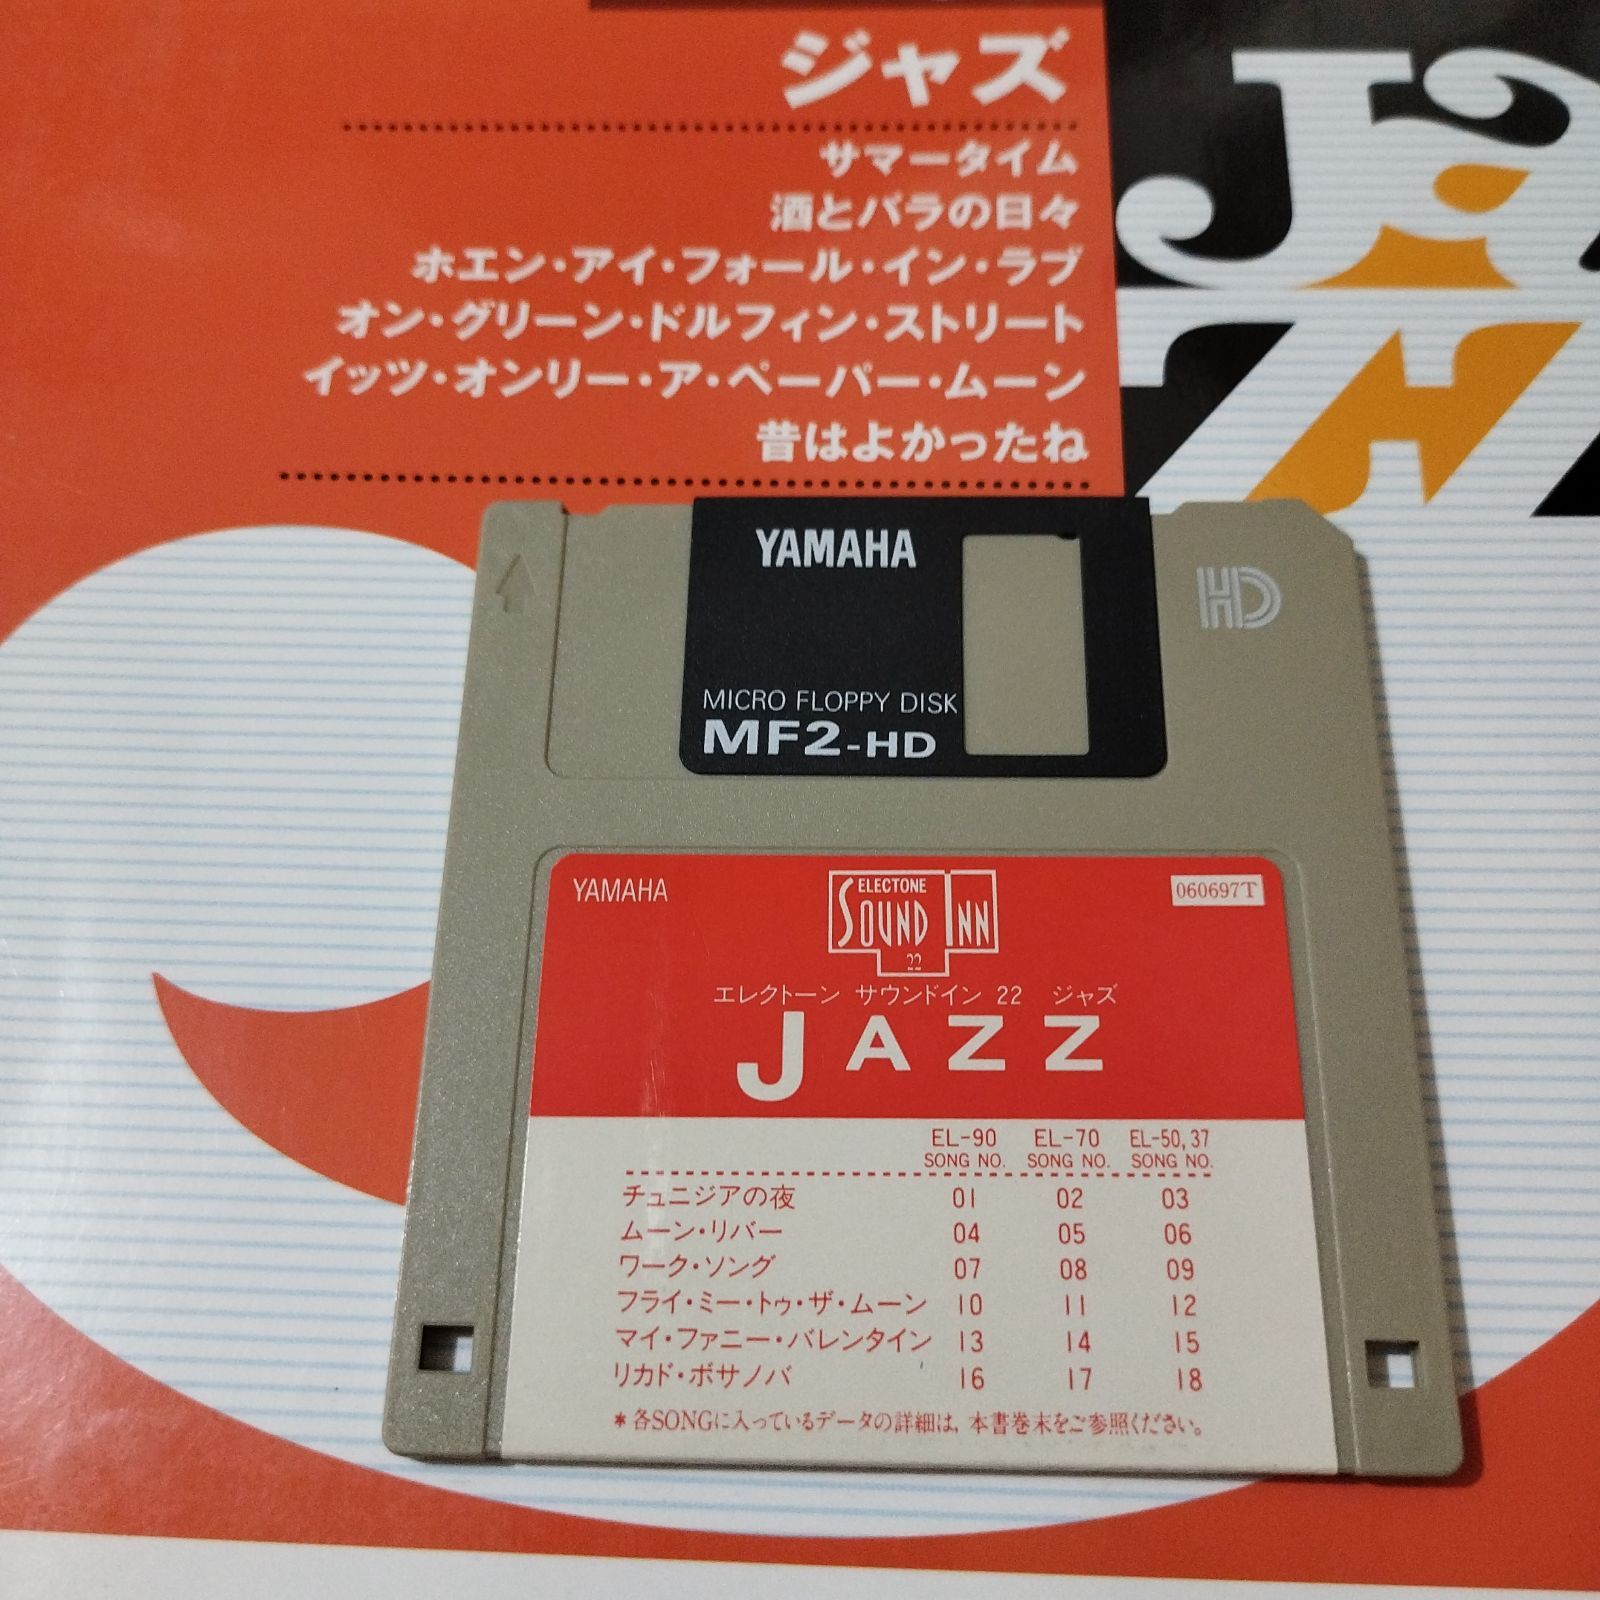 ジャズ
サマータイム
酒とバラの日々
ホエン・アイ・フォール・イン・ラブ
オン・グリーン・ドルフィン・ストリート
イッツ・オンリー・ア・ペーパー・ムーン
昔はよかったね
YAMAHA
HD
MICRO FLOPPY DISK
MF2-HD
YAMAHA
ELECTONE
SOUND INN
22
060697T
エレクトーン サウンドイン 22 ジャズ
JAZZ
EL-90 EL-70 EL-50,37
SONG NO. SONG NO. SONG NO.
チュニジアの夜 01 02 03
ムーン・リバー 04 05 06
ワーク・ソング 07 08 09
フライ・ミー・トゥ・ザ・ムーン 10 11 12
マイ・ファニー・バレンタイン 13 14 15
リカド・ボサノバ 16 17 18
*各SONGに入っているデータの詳細は、本書巻末をご参照ください。